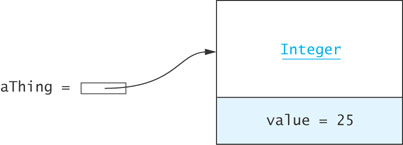 Integer
aThing =
value = 25